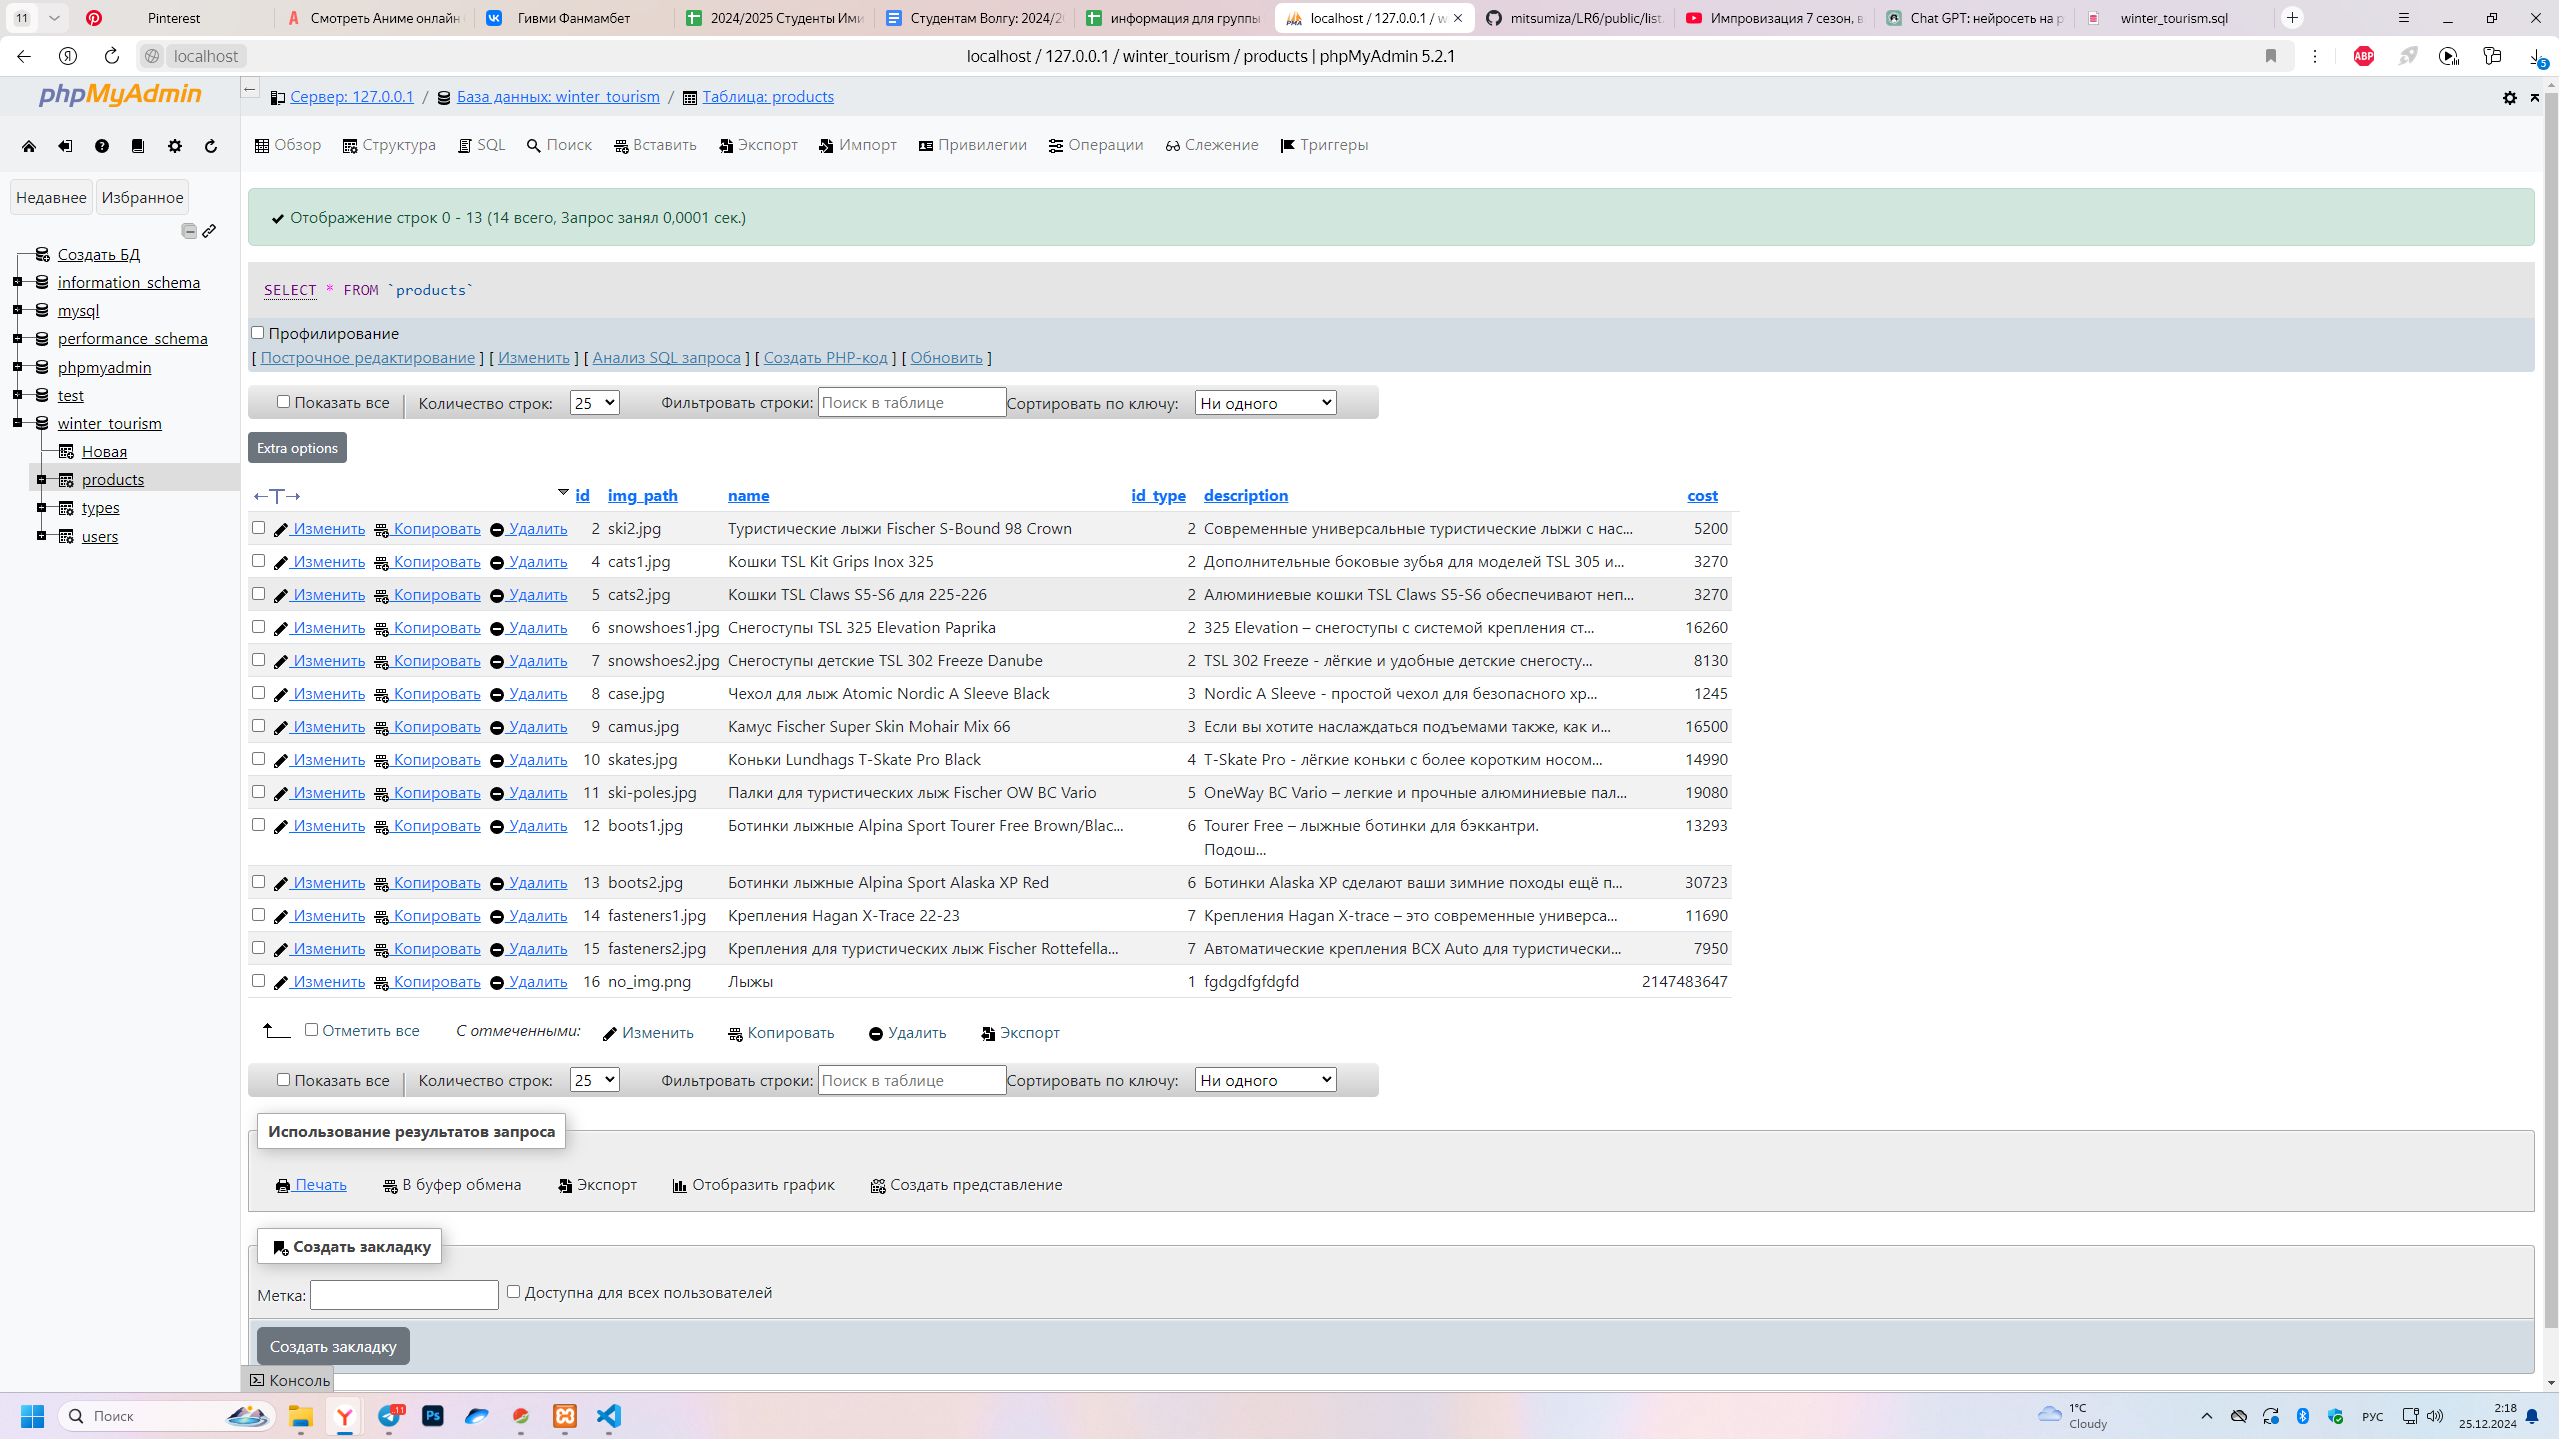 11
Pinterest
Смотреть Аниме онлайн
Гивми Фанмамбет
2024/2025 Студенты Ими
Студентам Волгу: 2024/2
информация для группы
localhost / 127.0.0.1 / w
mitsumiza/LR6/public/list.
Импровизация 7 сезон, в
Chat GPT: нейросеть на р
winter_tourism.sql
localhost
localhost / 127.0.0.1 / winter_tourism / products | phpMyAdmin 5.2.1
ABP
5
phpMyAdmin
Сервер: 127.0.0.1 / База данных: winter_tourism / Таблица: products
Обзор Структура SQL Поиск Вставить Экспорт Импорт Привилегии Операции Слежение Триггеры
Недавнее Избранное
Создать БД
information_schema
mysql
performance_schema
phpmyadmin
test
winter_tourism
Новая
products
types
users
Отображение строк 0 - 13 (14 всего, Запрос занял 0,0001 сек.)
SELECT * FROM `products`
Профилирование
[ Построчное редактирование ] [ Изменить ] [ Анализ SQL запроса ] [ Создать PHP-код ] [ Обновить ]
Показать все Количество строк: 25 Фильтровать строки: Поиск в таблице Сортировать по ключу: Ни одного
Extra options
←T→ id img_path name id_type description cost
Изменить Копировать Удалить 2 ski2.jpg Туристические лыжи Fischer S-Bound 98 Crown 2 Современные универсальные туристические лыжи с нас... 5200
Изменить Копировать Удалить 4 cats1.jpg Кошки TSL Kit Grips Inox 325 2 Дополнительные боковые зубья для моделей TSL 305 и... 3270
Изменить Копировать Удалить 5 cats2.jpg Кошки TSL Claws S5-S6 для 225-226 2 Алюминиевые кошки TSL Claws S5-S6 обеспечивают неп... 3270
Изменить Копировать Удалить 6 snowshoes1.jpg Снегоступы TSL 325 Elevation Paprika 2 325 Elevation – снегоступы с системой крепления ст... 16260
Изменить Копировать Удалить 7 snowshoes2.jpg Снегоступы детские TSL 302 Freeze Danube 2 TSL 302 Freeze - лёгкие и удобные детские снегосту... 8130
Изменить Копировать Удалить 8 case.jpg Чехол для лыж Atomic Nordic A Sleeve Black 3 Nordic A Sleeve - простой чехол для безопасного хр... 1245
Изменить Копировать Удалить 9 camus.jpg Камус Fischer Super Skin Mohair Mix 66 3 Если вы хотите наслаждаться подъемами также, как и... 16500
Изменить Копировать Удалить 10 skates.jpg Коньки Lundhags T-Skate Pro Black 4 T-Skate Pro - лёгкие коньки с более коротким носом... 14990
Изменить Копировать Удалить 11 ski-poles.jpg Палки для туристических лыж Fischer OW BC Vario 5 OneWay BC Vario – легкие и прочные алюминиевые пал... 19080
Изменить Копировать Удалить 12 boots1.jpg Ботинки лыжные Alpina Sport Tourer Free Brown/Blac... 6 Tourer Free – лыжные ботинки для бэккантри. 13293
Подош...
Изменить Копировать Удалить 13 boots2.jpg Ботинки лыжные Alpina Sport Alaska XP Red 6 Ботинки Alaska XP сделают ваши зимние походы ещё п... 30723
Изменить Копировать Удалить 14 fasteners1.jpg Крепления Hagan X-Trace 22-23 7 Крепления Hagan X-trace – это современные универса... 11690
Изменить Копировать Удалить 15 fasteners2.jpg Крепления для туристических лыж Fischer Rottefella... 7 Автоматические крепления BCX Auto для туристически... 7950
Изменить Копировать Удалить 16 no_img.png Лыжы 1 fgdgdfgfdgfd 2147483647
Отметить все С отмеченными: Изменить Копировать Удалить Экспорт
Показать все Количество строк: 25 Фильтровать строки: Поиск в таблице Сортировать по ключу: Ни одного
Использование результатов запроса
Печать В буфер обмена Экспорт Отобразить график Создать представление
Создать закладку
Метка: Доступна для всех пользователей
Создать закладку
Консоль
Поиск
11
1°C
Cloudy
РУС
2:18
25.12.2024